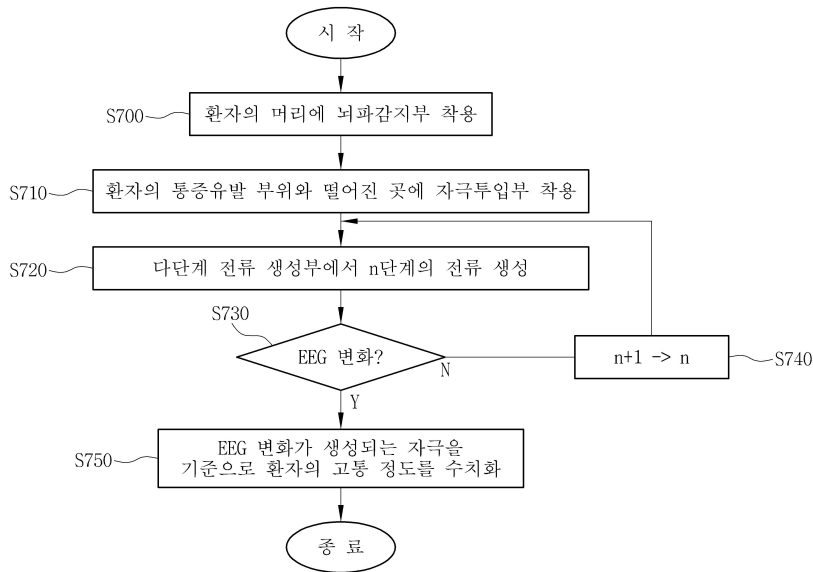 시 작
S700
환자의 머리에 뇌파감지부 착용
S710
환자의 통증유발 부위와 떨어진 곳에 자극투입부 착용
S720
다단계 전류 생성부에서 n단계의 전류 생성
S730
EEG 변화?
N
n+1 -> n
S740
Y
S750
EEG 변화가 생성되는 자극을
기준으로 환자의 고통 정도를 수치화
종 료